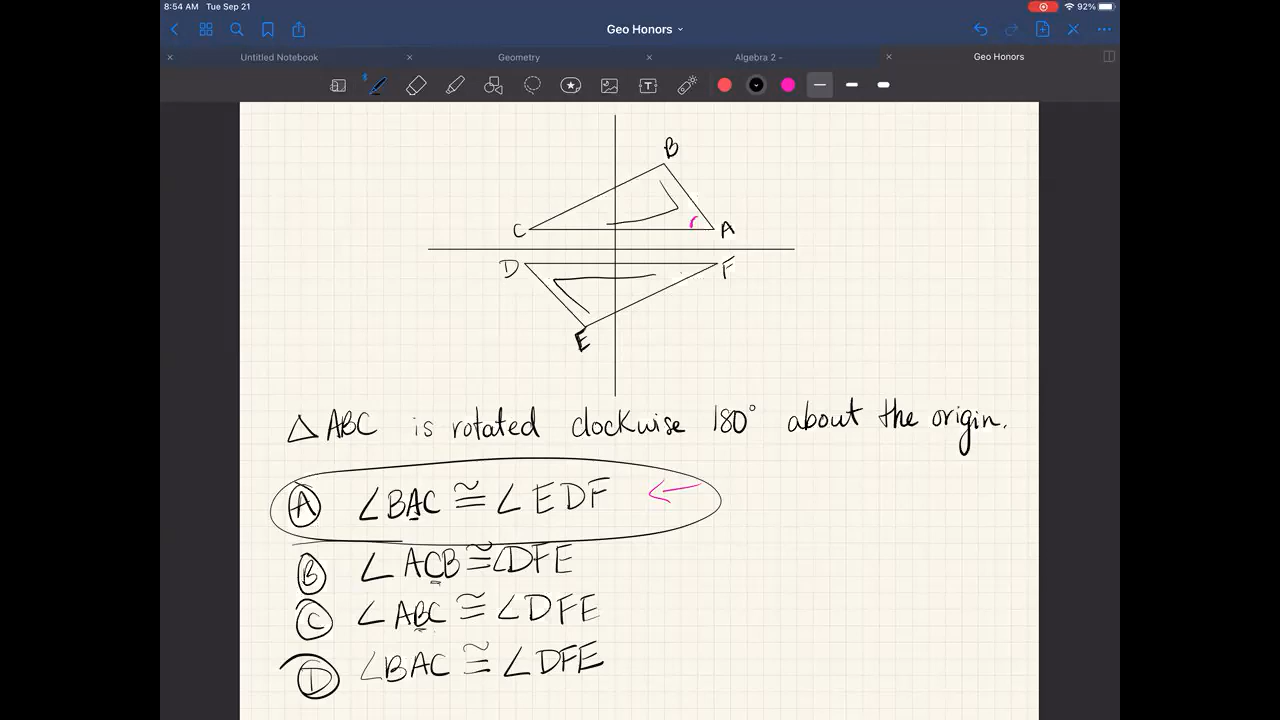 8:54 AM Tue Sep 21
92%
Geo Honors
Untitled Notebook
Geometry
Algebra 2 -
Geo Honors
B
C
A
D
F
E
△ ABC is rotated clockwise 180° about the origin.
A ∠BAC ≅ ∠EDF
B ∠ACB ≅ ∠DFE
C ∠ABC ≅ ∠DFE
D ∠BAC ≅ ∠DFE